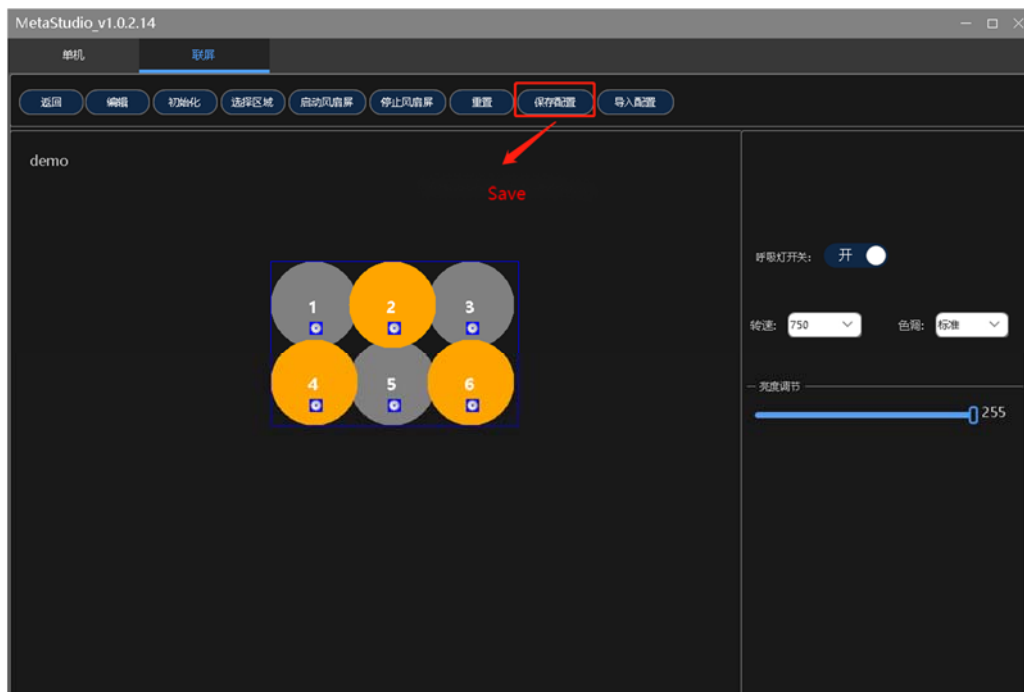 MetaStudio_v1.0.2.14
单机 联屏
返回 编辑 初始化 选择区域 启动风扇屏 停止风扇屏 重置 保存配置 导入配置
demo
Save
呼吸灯开关: 开
1 2 3
转速: 750 色阶: 标准
4 5 6
亮度调节
255